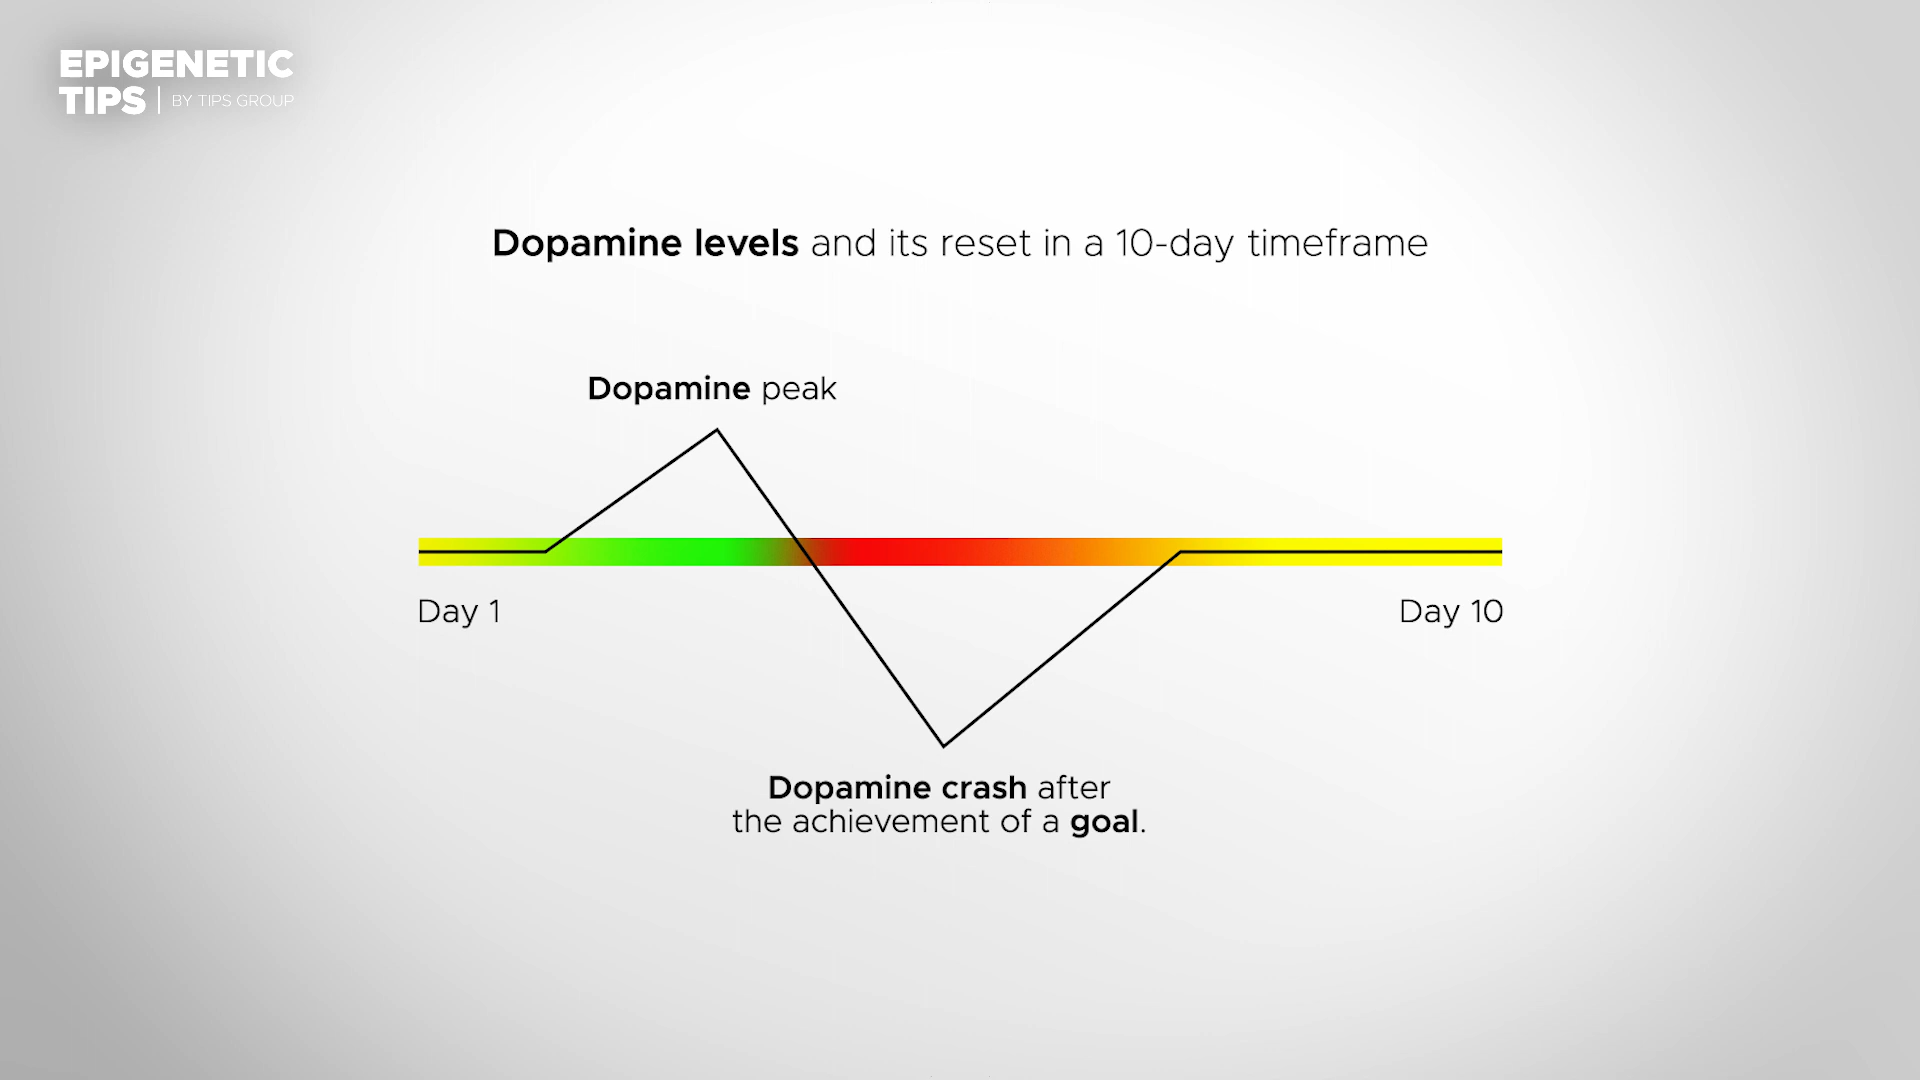 EPIGENETIC
TIPS | BY TIPS GROUP
Dopamine levels and its reset in a 10-day timeframe
Dopamine peak
Day 1
Day 10
Dopamine crash after
the achievement of a goal.